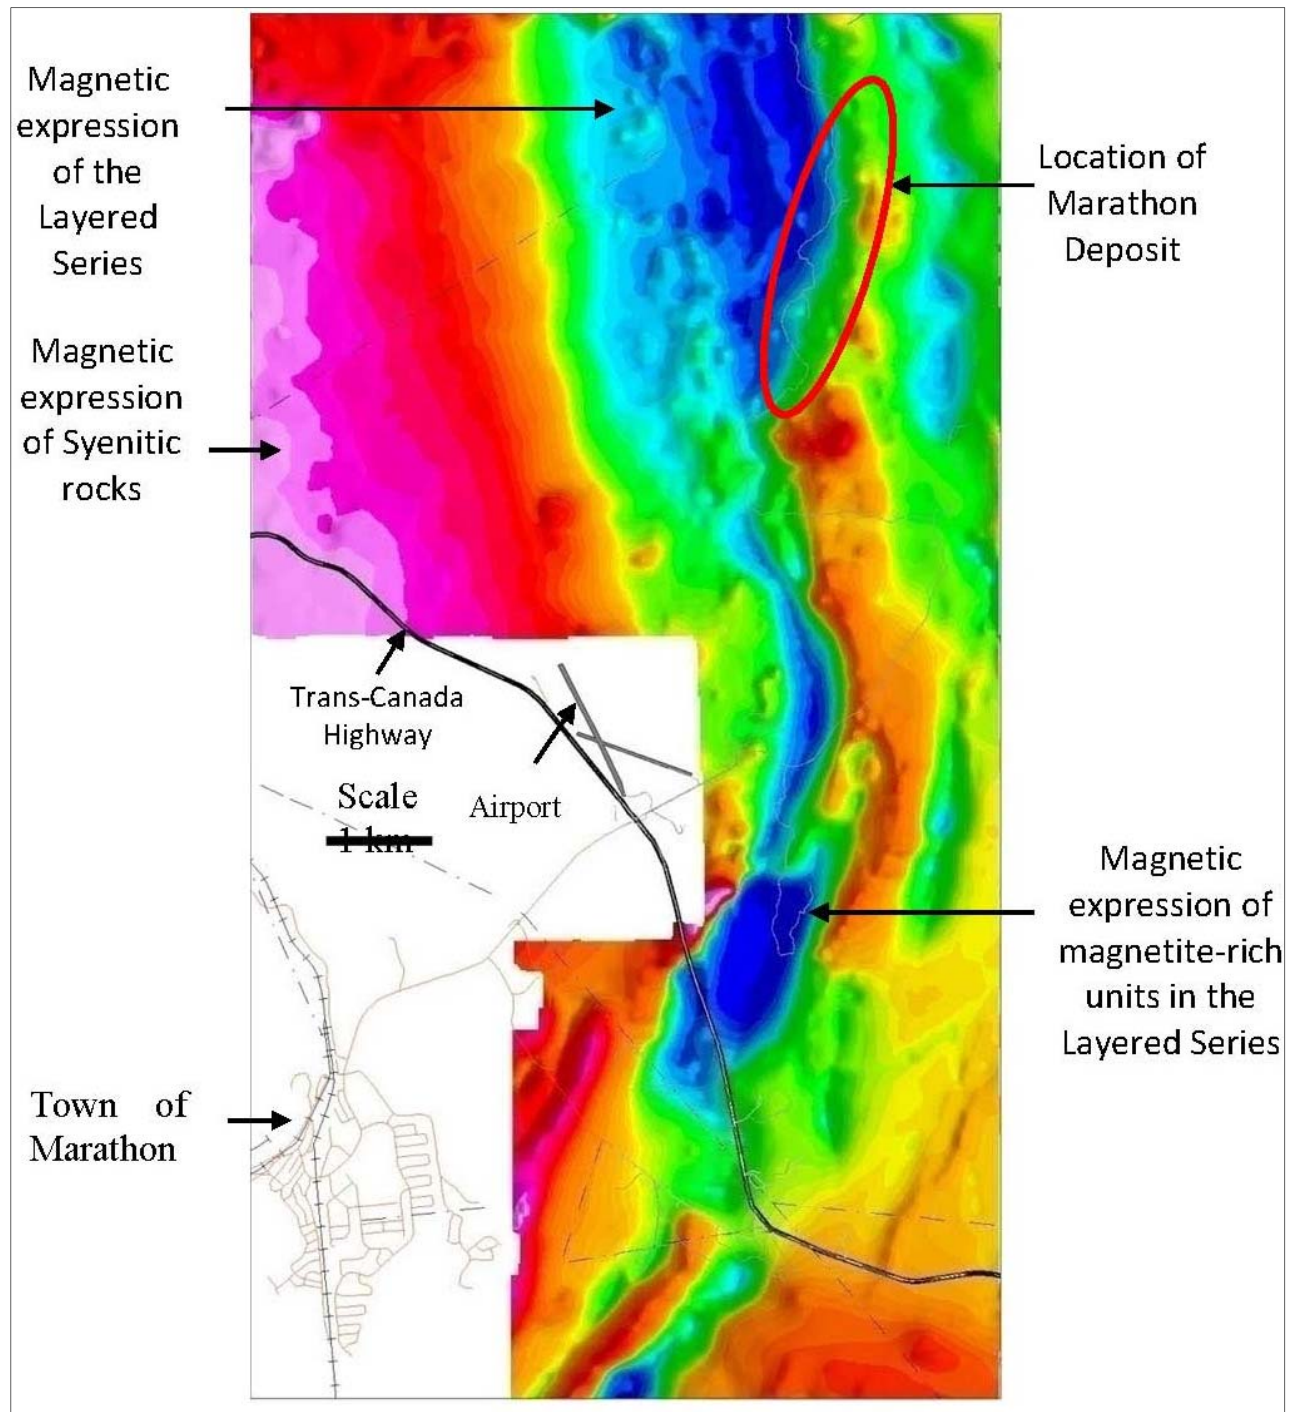 Magnetic
expression
of the
Layered
Series
Location of
Marathon
Deposit
Magnetic
expression
of Syenitic
rocks
Trans-Canada
Highway
Scale
1 km
Airport
Magnetic
expression of
magnetite-rich
units in the
Layered Series
Town of
Marathon